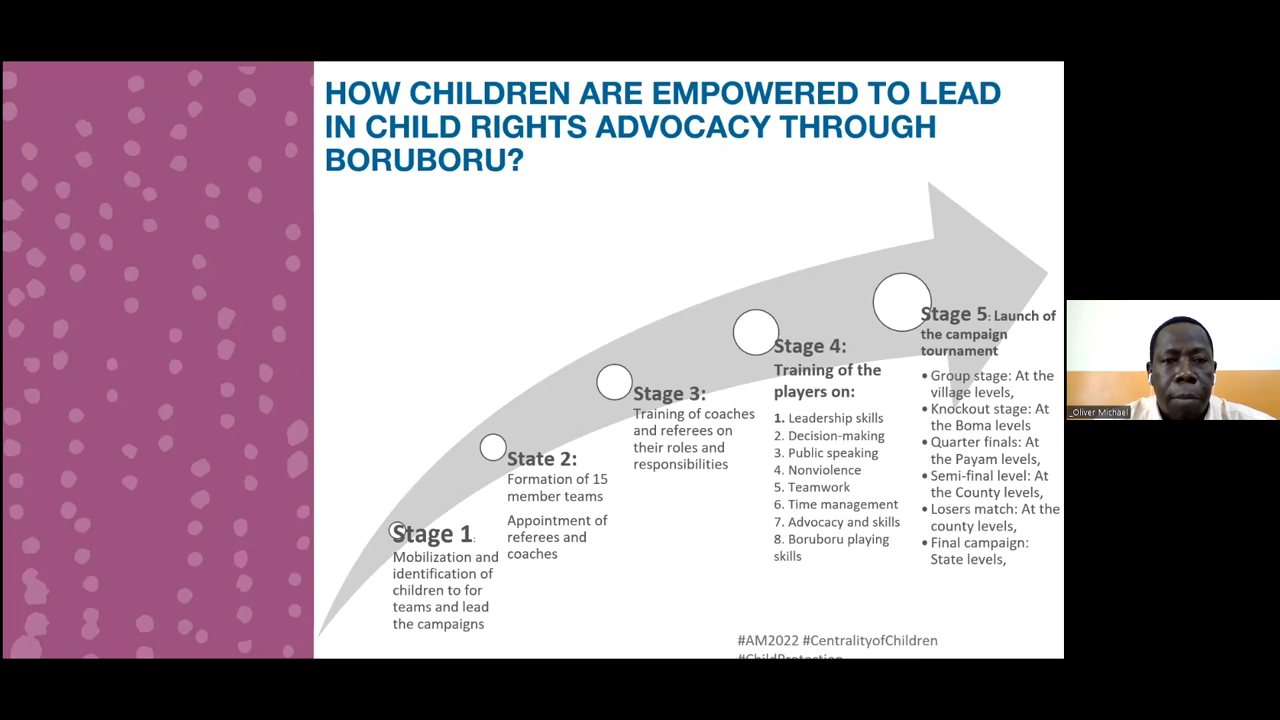 HOW CHILDREN ARE EMPOWERED TO LEAD
IN CHILD RIGHTS ADVOCACY THROUGH
BORUBORU?
Stage 1:
Mobilization and
identification of
children to for
teams and lead
the campaigns
State 2:
Formation of 15
member teams
Appointment of
referees and
coaches
Stage 3:
Training of coaches
and referees on
their roles and
responsibilities
Stage 4:
Training of the
players on:
1. Leadership skills
2. Decision-making
3. Public speaking
4. Nonviolence
5. Teamwork
6. Time management
7. Advocacy and skills
8. Boruboru playing
skills
Stage 5: Launch of
the campaign
tournament
• Group stage: At the
village levels,
• Knockout stage: At
the Boma levels
• Quarter finals: At
the Payam levels,
• Semi-final level: At
the County levels,
• Losers match: At the
county levels,
• Final campaign:
State levels,
#AM2022 #CentralityofChildren
#ChildProtection
_Oliver Michael